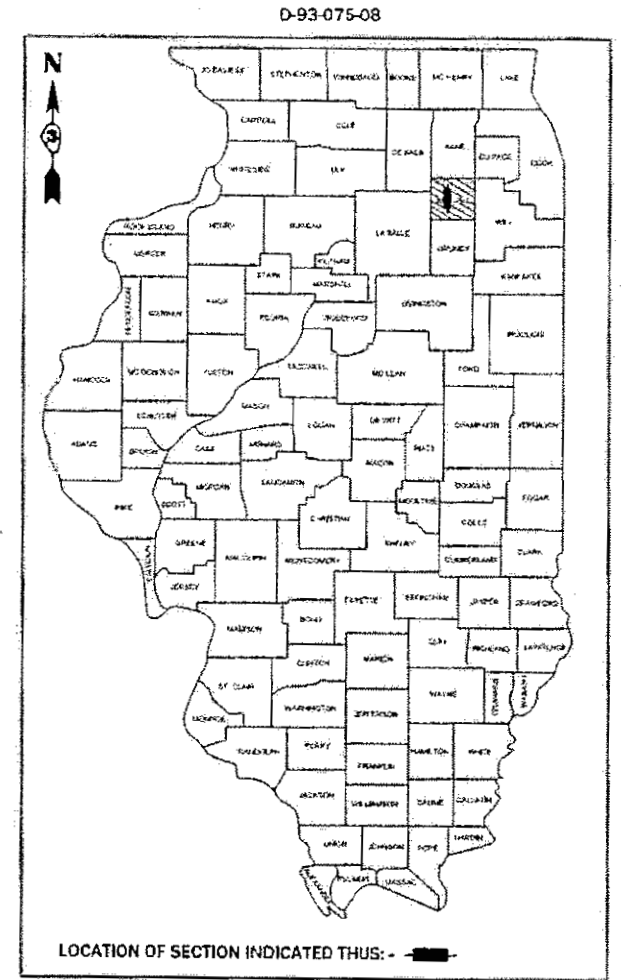 D-93-075-08
N
3
JO DAVIESS STEPHENSON WINNEBAGO BOONE MC HENRY LAKE
CARROLL OGLE DE KALB KANE DU PAGE COOK
WHITESIDE LEE
ROCK ISLAND HENRY BUREAU LA SALLE WILL
MERCER PUTNAM GRUNDY
STARK MARSHALL KANKAKEE
HENDERSON WARREN KNOX PEORIA WOODFORD LIVINGSTON IROQUOIS
HANCOCK MC DONOUGH FULTON TAZEWELL MC LEAN FORD
MASON
SCHUYLER LOGAN DE WITT CHAMPAIGN VERMILION
ADAMS BROWN CASS MENARD MACON PIATT
MORGAN SANGAMON DOUGLAS EDGAR
PIKE SCOTT CHRISTIAN MOULTRIE COLES
GREENE MACOUPIN MONTGOMERY SHELBY CUMBERLAND CLARK
CALHOUN JERSEY FAYETTE EFFINGHAM JASPER CRAWFORD
MADISON BOND CLAY RICHLAND LAWRENCE
CLINTON MARION
ST. CLAIR WAYNE EDWARDS WABASH
MONROE WASHINGTON JEFFERSON
RANDOLPH PERRY FRANKLIN HAMILTON WHITE
JACKSON WILLIAMSON SALINE GALLATIN
UNION JOHNSON POPE HARDIN
ALEXANDER PULASKI MASSAC
LOCATION OF SECTION INDICATED THUS: -